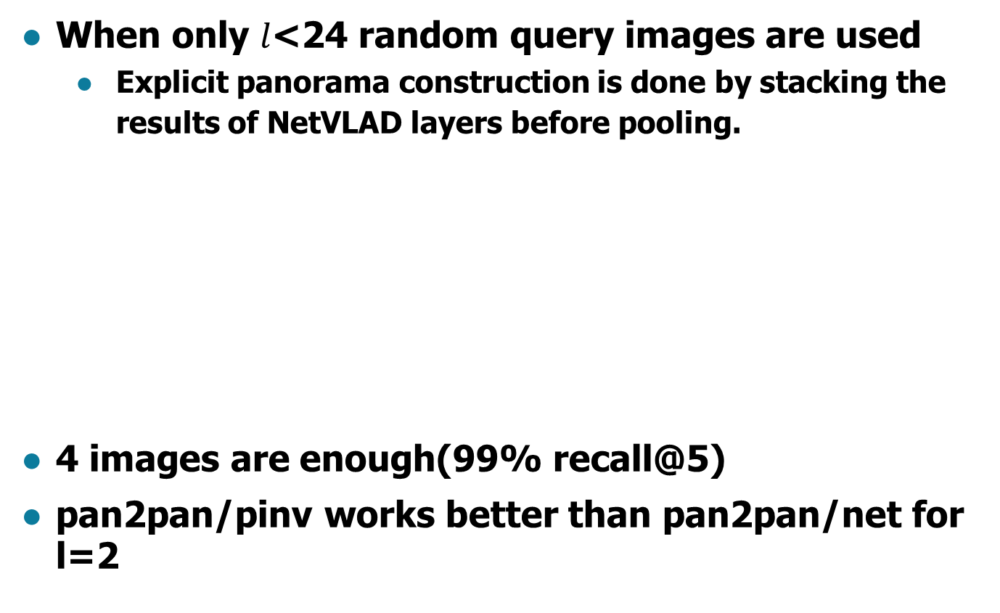 When only l<24 random query images are used
Explicit panorama construction is done by stacking the
results of NetVLAD layers before pooling.
4 images are enough(99% recall@5)
pan2pan/pinv works better than pan2pan/net for
l=2